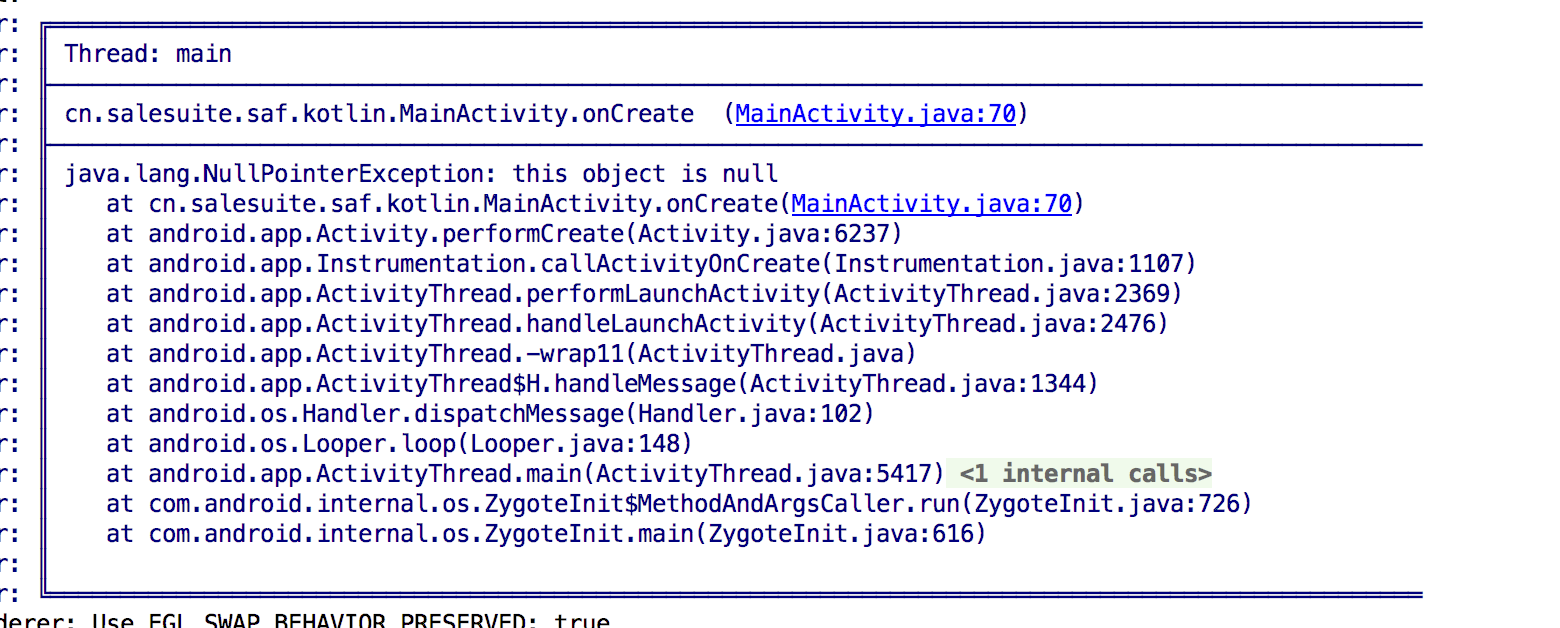 r:
r: Thread: main
r:
r: cn.salesuite.saf.kotlin.MainActivity.onCreate (MainActivity.java:70)
r:
r: java.lang.NullPointerException: this object is null
r: at cn.salesuite.saf.kotlin.MainActivity.onCreate(MainActivity.java:70)
r: at android.app.Activity.performCreate(Activity.java:6237)
r: at android.app.Instrumentation.callActivityOnCreate(Instrumentation.java:1107)
r: at android.app.ActivityThread.performLaunchActivity(ActivityThread.java:2369)
r: at android.app.ActivityThread.handleLaunchActivity(ActivityThread.java:2476)
r: at android.app.ActivityThread.-wrap11(ActivityThread.java)
r: at android.app.ActivityThread$H.handleMessage(ActivityThread.java:1344)
r: at android.os.Handler.dispatchMessage(Handler.java:102)
r: at android.os.Looper.loop(Looper.java:148)
r: at android.app.ActivityThread.main(ActivityThread.java:5417) <1 internal calls>
r: at com.android.internal.os.ZygoteInit$MethodAndArgsCaller.run(ZygoteInit.java:726)
r: at com.android.internal.os.ZygoteInit.main(ZygoteInit.java:616)
r:
r:
derer: Use EGL_SWAP_BEHAVIOR_PRESERVED: true